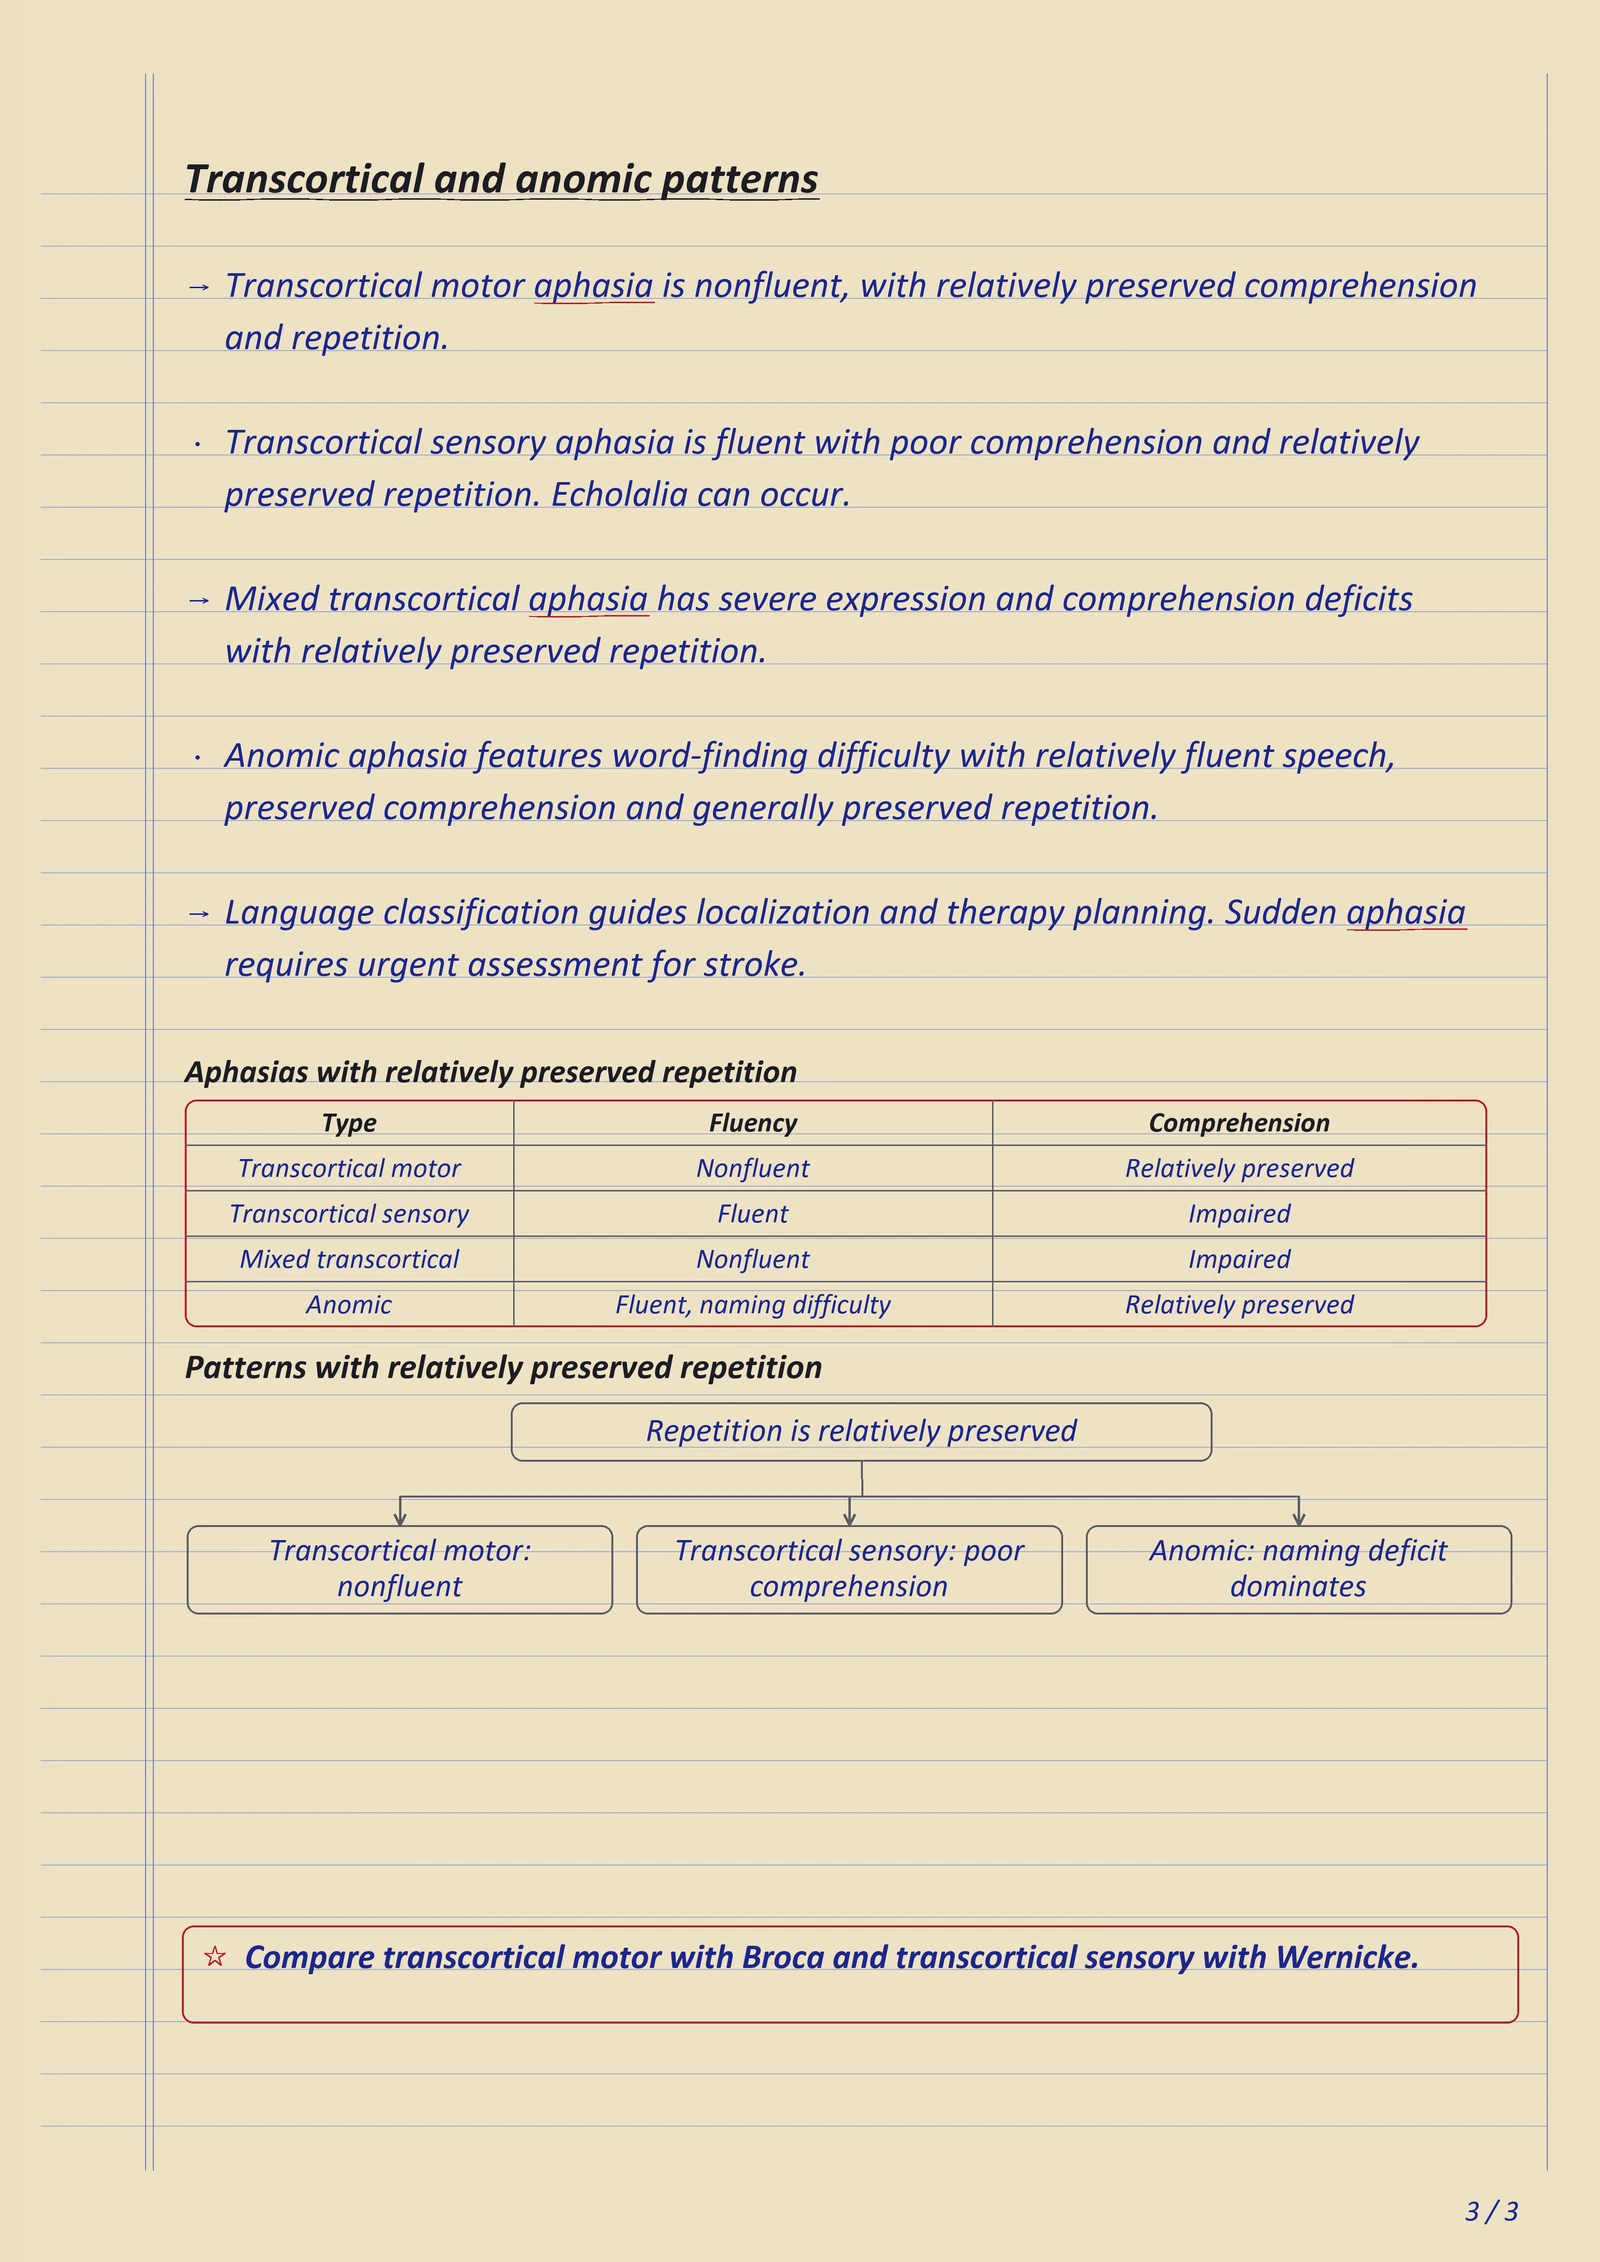 Transcortical and anomic patterns
→ Transcortical motor aphasia is nonfluent, with relatively preserved comprehension
and repetition.
· Transcortical sensory aphasia is fluent with poor comprehension and relatively
preserved repetition. Echolalia can occur.
→ Mixed transcortical aphasia has severe expression and comprehension deficits
with relatively preserved repetition.
· Anomic aphasia features word-finding difficulty with relatively fluent speech,
preserved comprehension and generally preserved repetition.
→ Language classification guides localization and therapy planning. Sudden aphasia
requires urgent assessment for stroke.
Aphasias with relatively preserved repetition
Type Fluency Comprehension
Transcortical motor Nonfluent Relatively preserved
Transcortical sensory Fluent Impaired
Mixed transcortical Nonfluent Impaired
Anomic Fluent, naming difficulty Relatively preserved
Patterns with relatively preserved repetition
Repetition is relatively preserved
Transcortical motor:
nonfluent
Transcortical sensory: poor
comprehension
Anomic: naming deficit
dominates
☆ Compare transcortical motor with Broca and transcortical sensory with Wernicke.
3 / 3